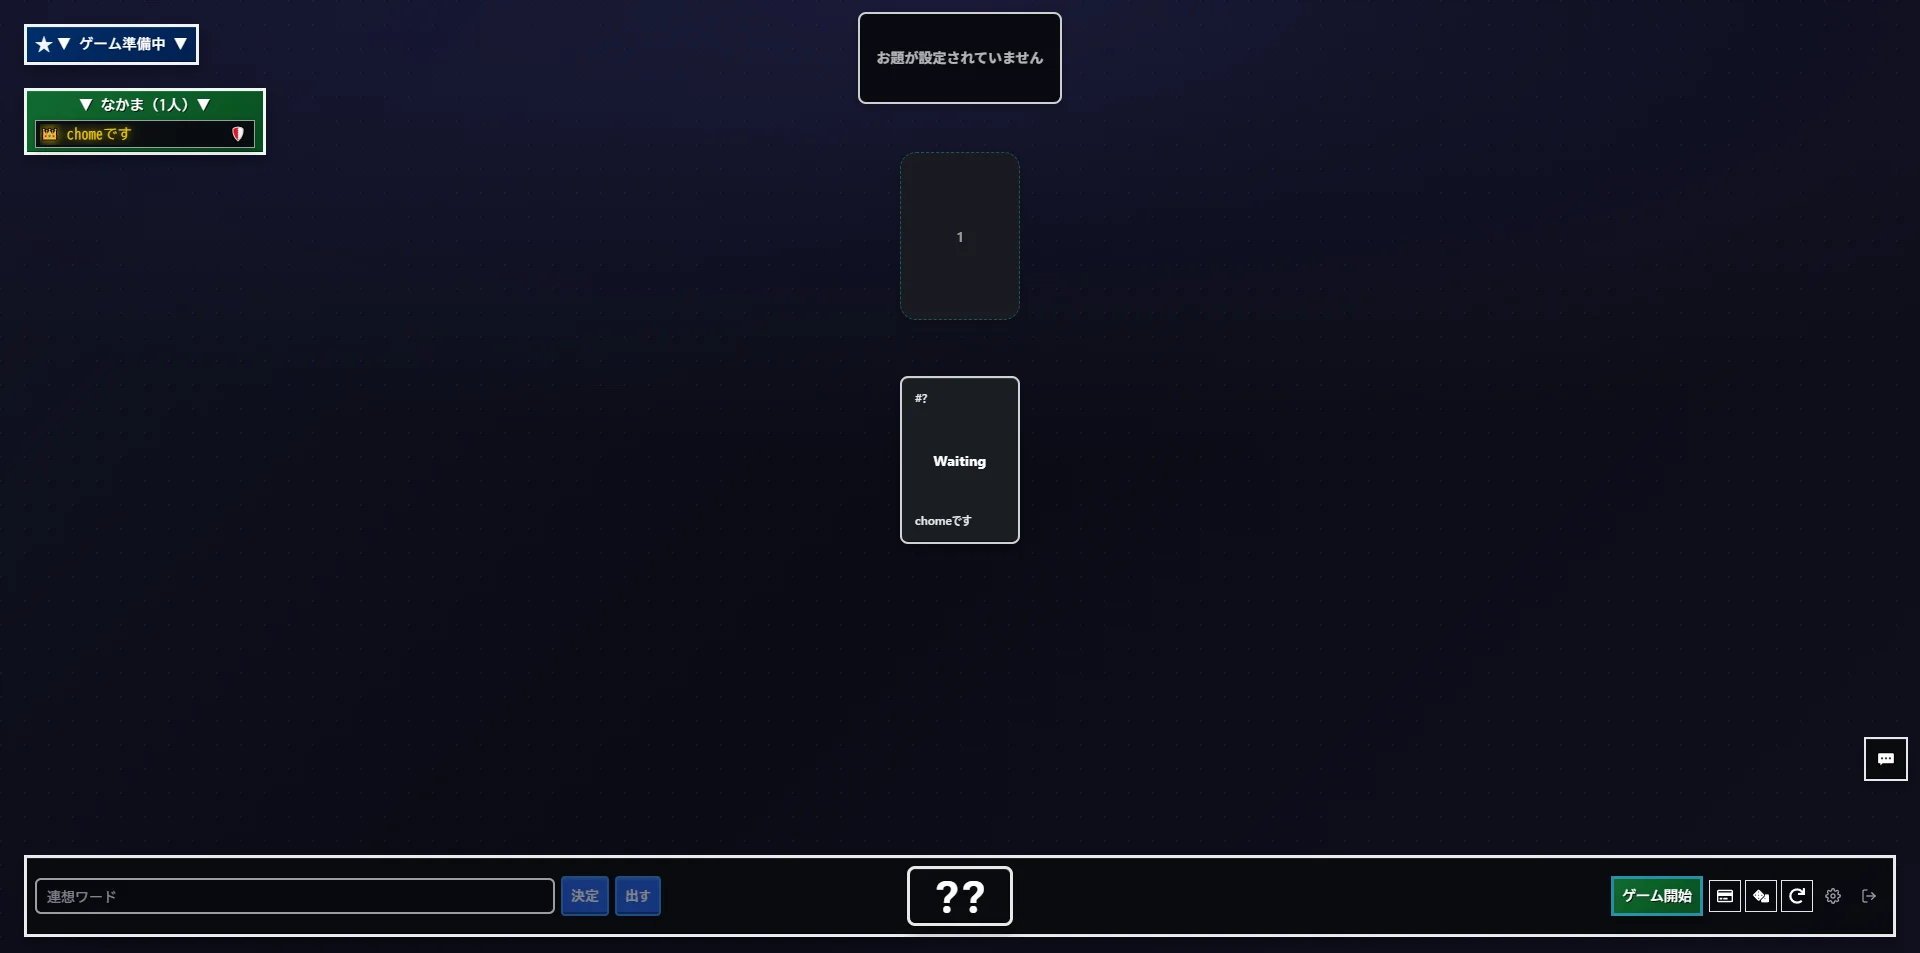 ★▼ ゲーム準備中 ▼
お題が設定されていません
▼ なかま（1人）▼
chomeです
1
#?
Waiting
chomeです
連想ワード
決定
出す
??
ゲーム開始